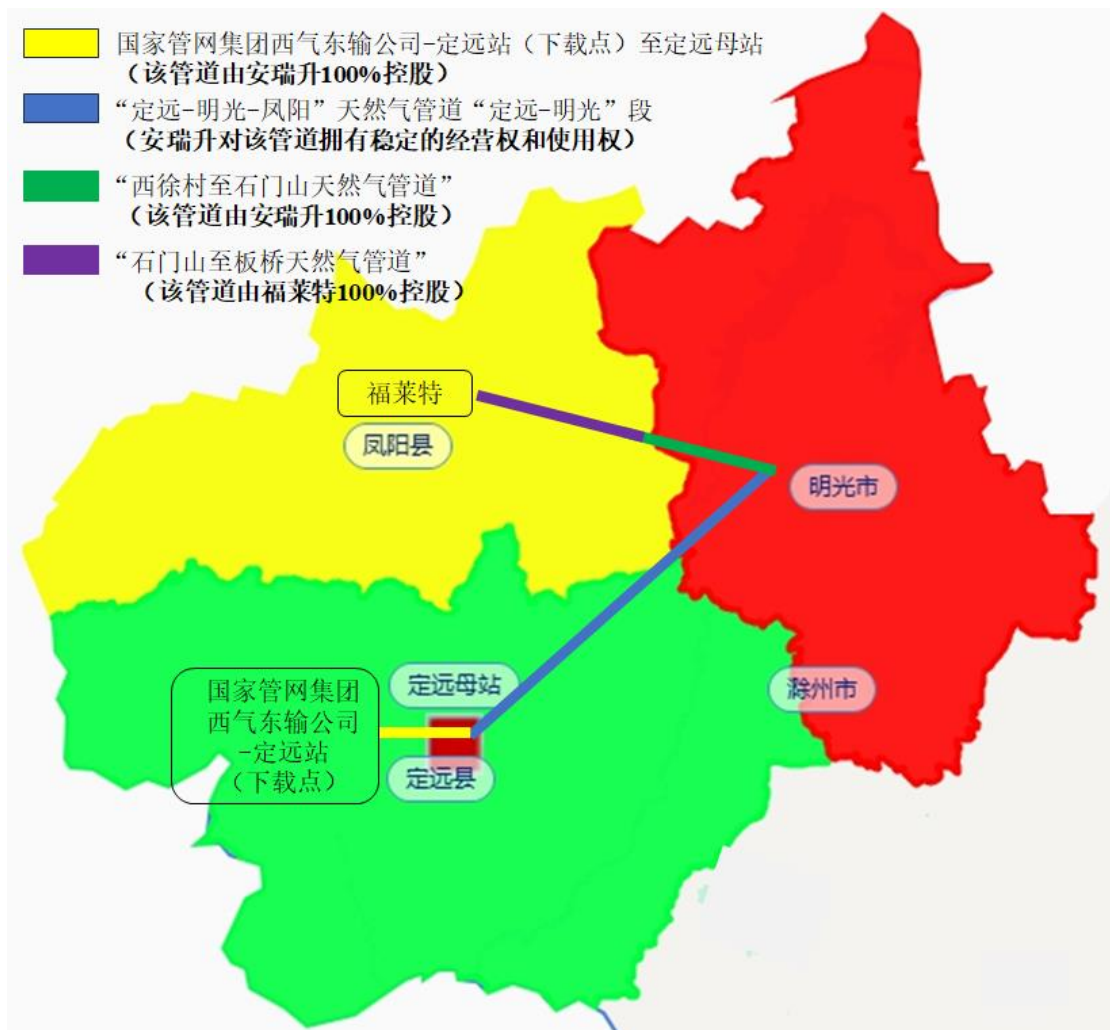 国家管网集团西气东输公司-定远站（下载点）至定远母站
（该管道由安瑞升100%控股）
“定远-明光-凤阳”天然气管道“定远-明光”段
（安瑞升对该管道拥有稳定的经营权和使用权）
“西徐村至石门山天然气管道”
（该管道由安瑞升100%控股）
“石门山至板桥天然气管道”
（该管道由福莱特100%控股）
福莱特
凤阳县
明光市
定远母站
滁州市
国家管网集团
西气东输公司
-定远站
（下载点）
定远县